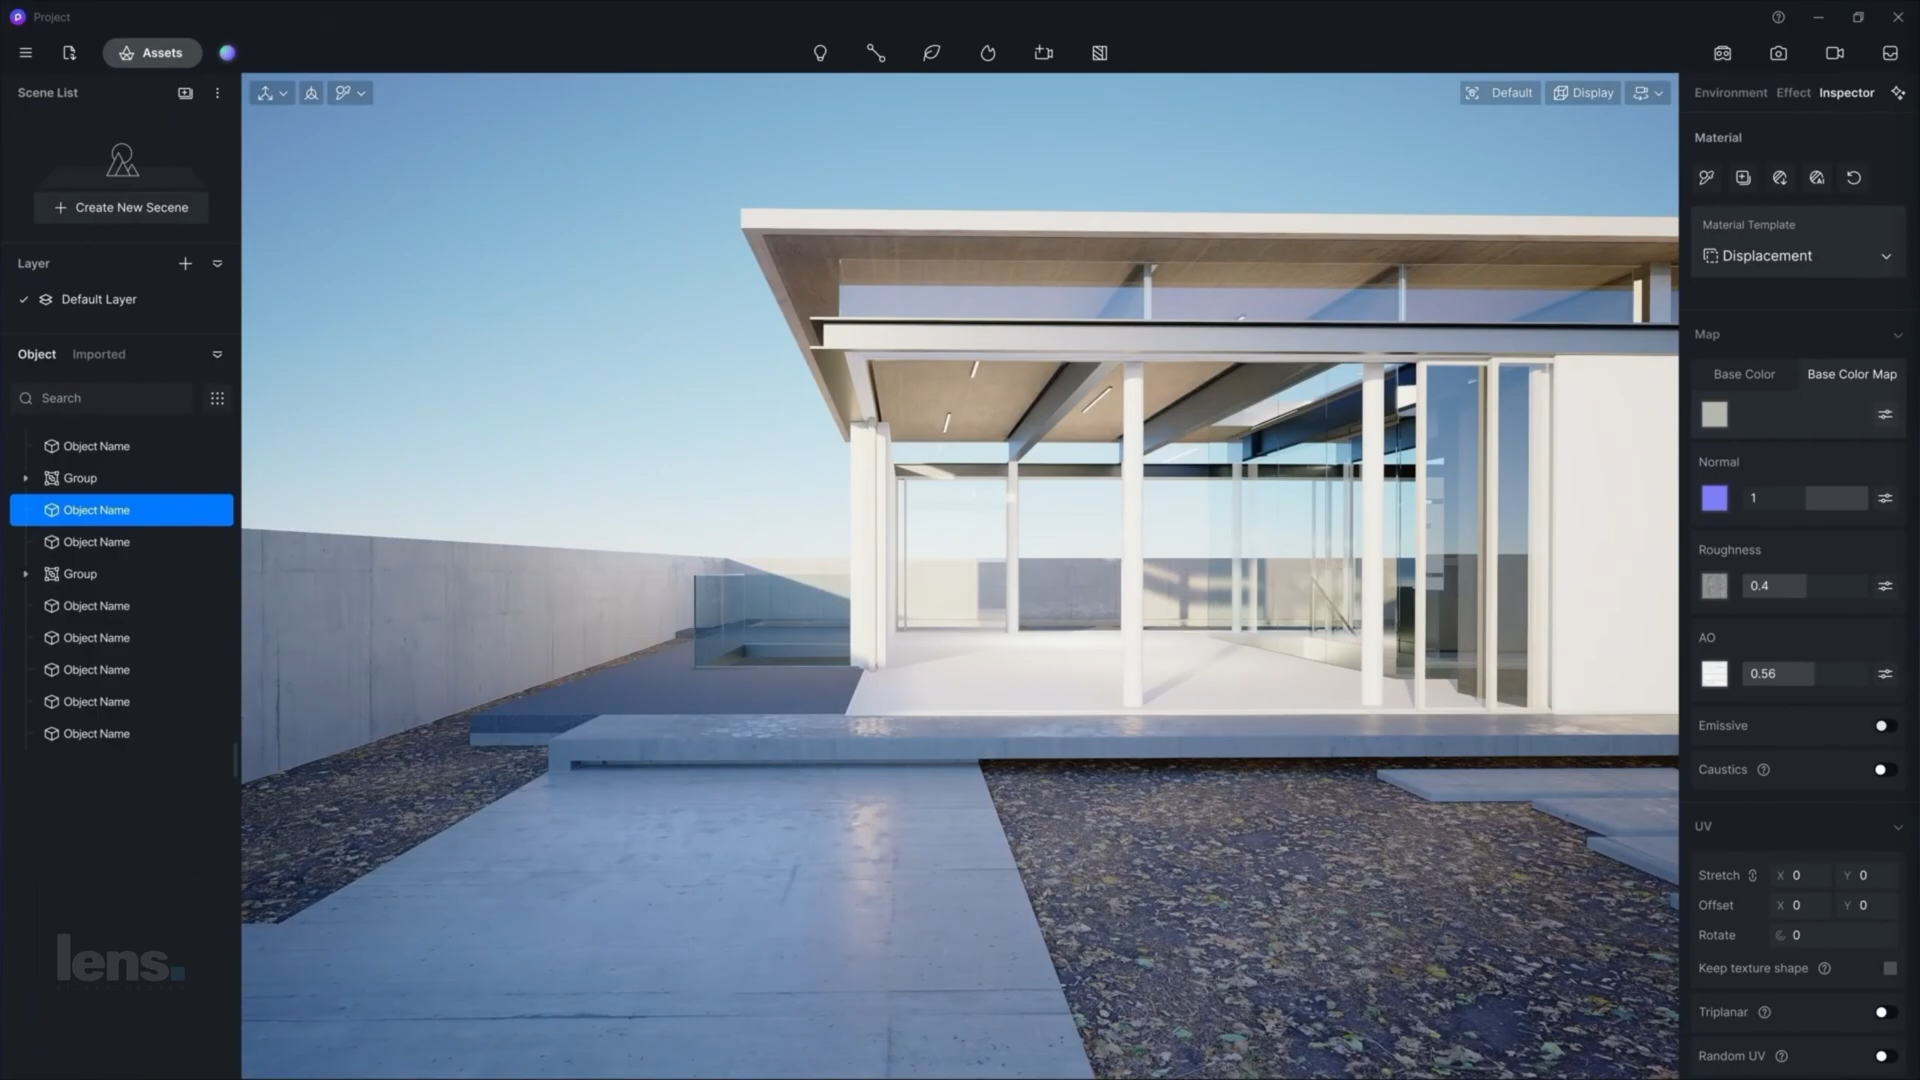 Project
Assets
Scene List
Create New Secene
Layer
Default Layer
Object Imported
Search
Object Name
Group
Object Name
Object Name
Group
Object Name
Object Name
Object Name
Object Name
Object Name
lens.
Default Display
Environment Effect Inspector
Material
AI
Material Template
Displacement
Map
Base Color Base Color Map
Normal
1
Roughness
0.4
AO
0.56
Emissive
Caustics
UV
Stretch X 0 Y 0
Offset X 0 Y 0
Rotate 0
Keep texture shape
Triplanar
Random UV